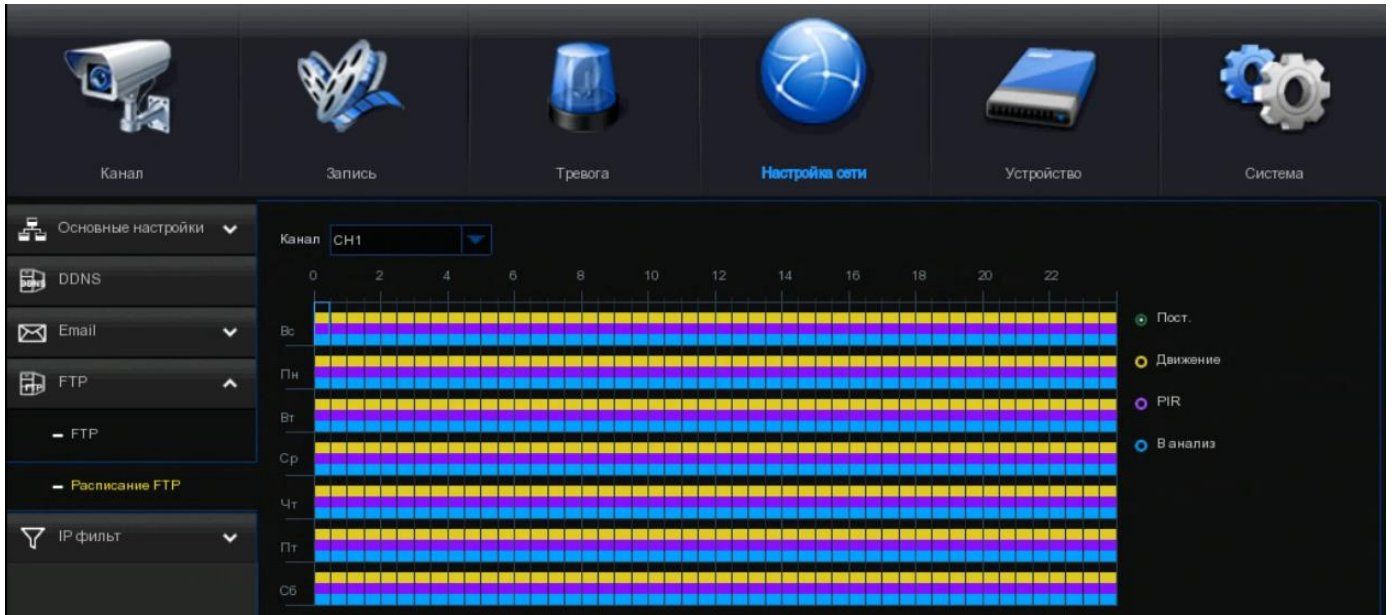 Канал
Запись
Тревога
Настройка сети
Устройство
Система
Основные настройки
DDNS
DDNS
Email
FTP
FTP
FTP
Расписание FTP
IP фильт
Канал CH1
0 2 4 6 8 10 12 14 16 18 20 22
Вс
Пн
Вт
Ср
Чт
Пт
Сб
Пост.
Движение
PIR
В анализ